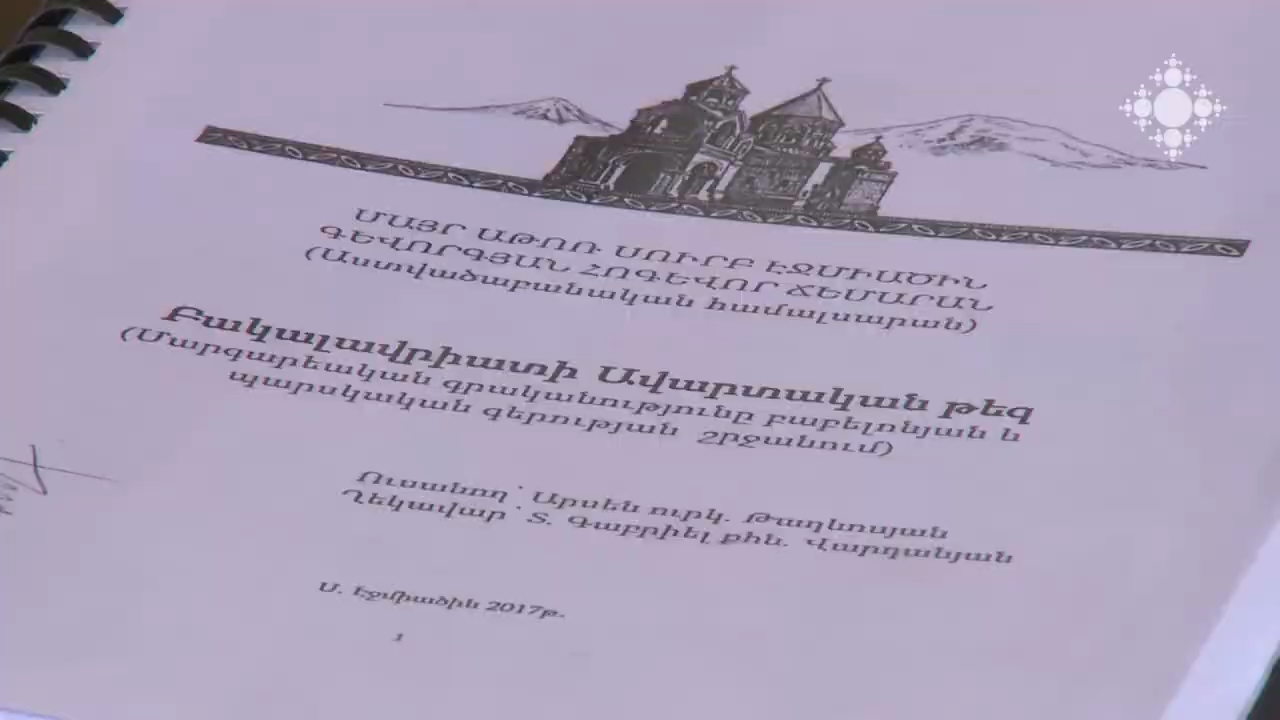 ՄԱՅՐ ԱԹՈՌ ՍՈՒՐԲ ԷՋՄԻԱԾԻՆ
ԳԵՎՈՐԳՅԱՆ ՀՈԳԵՎՈՐ ՃԵՄԱՐԱՆ
(Աստվածաբանական համալսարան)
Բակալավրիատի Ավարտական թեզ
(Մարգարեական գրականությունը բաբելոնյան և
պարսկական գերության շրջանում)
Ուսանող՝ Արսեն ուրկ. Թադևոսյան
Ղեկավար՝ Տ. Գաբրիել քհն. Վարդանյան
Ս. Էջմիածին 2017թ.
1